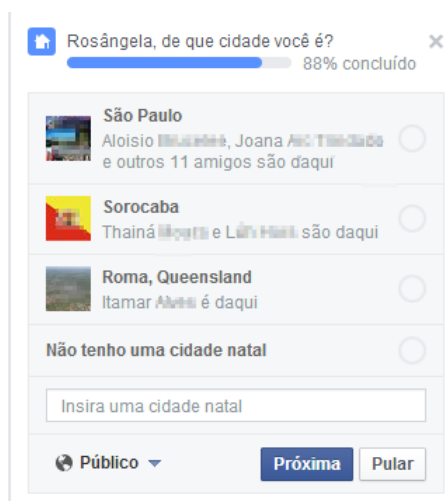 Rosângela, de que cidade você é?
88% concluído
São Paulo
Aloisio, Joana
e outros 11 amigos são daqui
Sorocaba
Thainá e são daqui
Roma, Queensland
Itamar é daqui
Não tenho uma cidade natal
Insira uma cidade natal
Público
Próxima
Pular